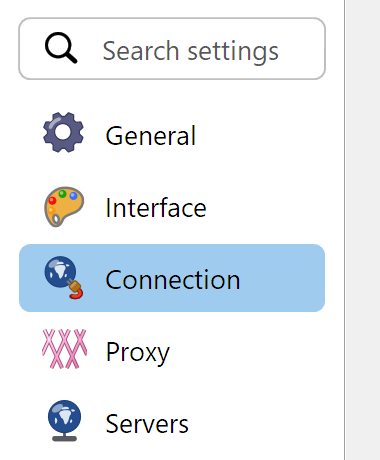 Search settings
General
Interface
Connection
Proxy
Servers